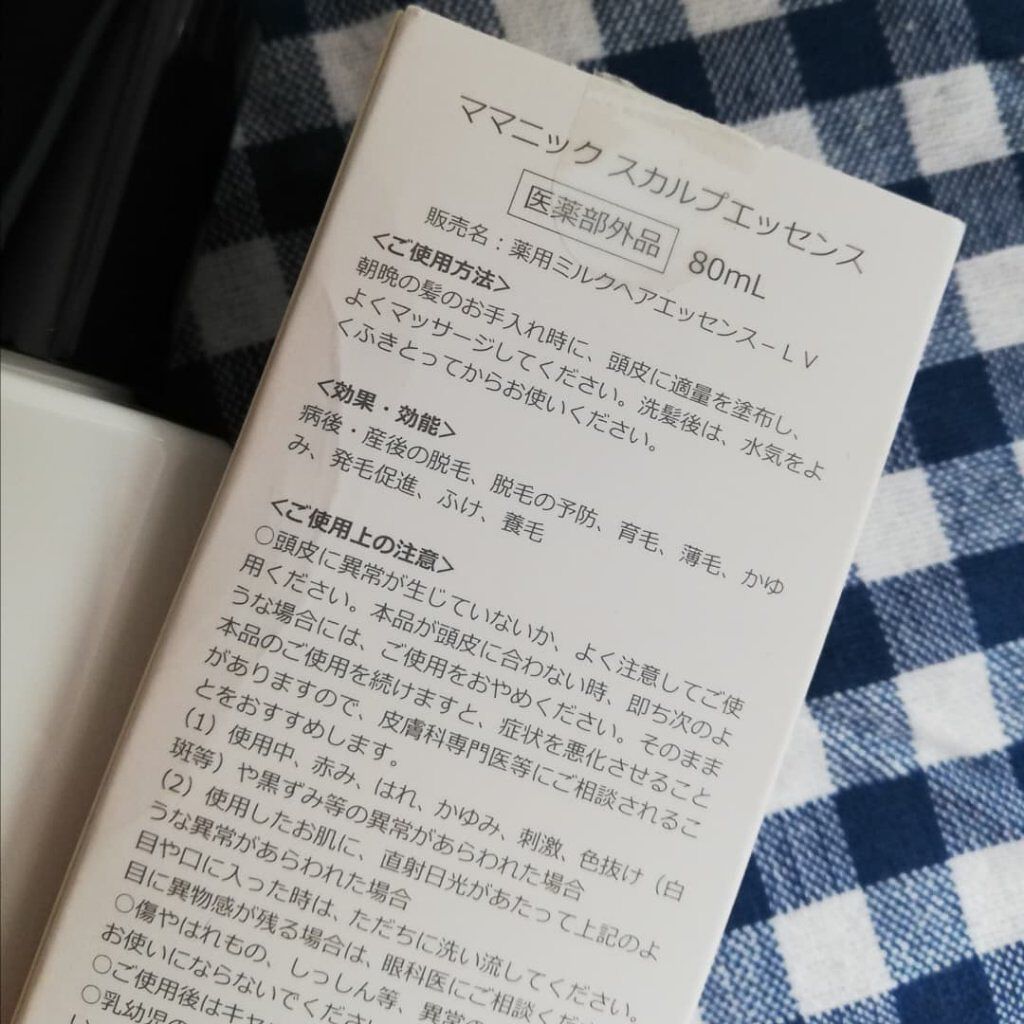 ママニック スカルプエッセンス
医薬部外品 80mL
販売名：薬用ミルクヘアエッセンス－ＬＶ
<ご使用方法>
朝晩の髪のお手入れ時に、頭皮に適量を塗布し、
よくマッサージしてください。洗髪後は、水気をよ
くふきとってからお使いください。
<効果・効能>
病後・産後の脱毛、脱毛の予防、育毛、薄毛、かゆ
み、発毛促進、ふけ、養毛
<ご使用上の注意>
○頭皮に異常が生じていないか、よく注意してご使
用ください。本品が頭皮に合わない時、即ち次のよ
うな場合には、ご使用をおやめください。そのまま
本品のご使用を続けますと、症状を悪化させること
がありますので、皮膚科専門医等にご相談されるこ
とをおすすめします。
（1）使用中、赤み、はれ、かゆみ、刺激、色抜け（白
斑等）や黒ずみ等の異常があらわれた場合
（2）使用したお肌に、直射日光があたって上記のよ
うな異常があらわれた場合
目や口に入った時は、ただちに洗い流してください。
目に異物感が残る場合は、眼科医にご相談くだ
○傷やはれもの、しっしん等、異常の
お使いにならないでくださ
○ご使用後はキャ
○乳幼児の